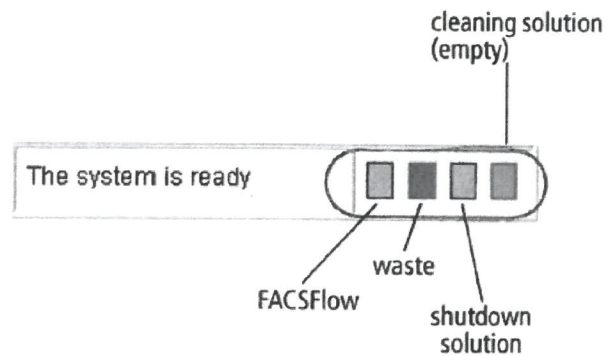 cleaning solution
(empty)
The system is ready
waste
FACSFlow
shutdown
solution